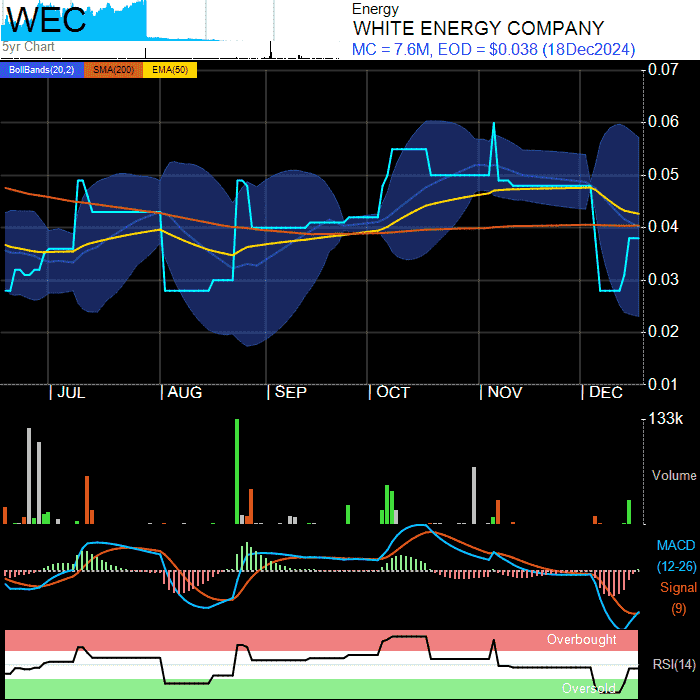 WEC
5yr Chart
Energy
WHITE ENERGY COMPANY
MC = 7.6M, EOD = $0.038 (18Dec2024)
BollBands(20,2) SMA(200) EMA(50)
0.07
0.06
0.05
0.04
0.03
0.02
0.01
JUL AUG SEP OCT NOV DEC
133k
Volume
MACD
(12-26)
Signal
(9)
Overbought
RSI(14)
Oversold